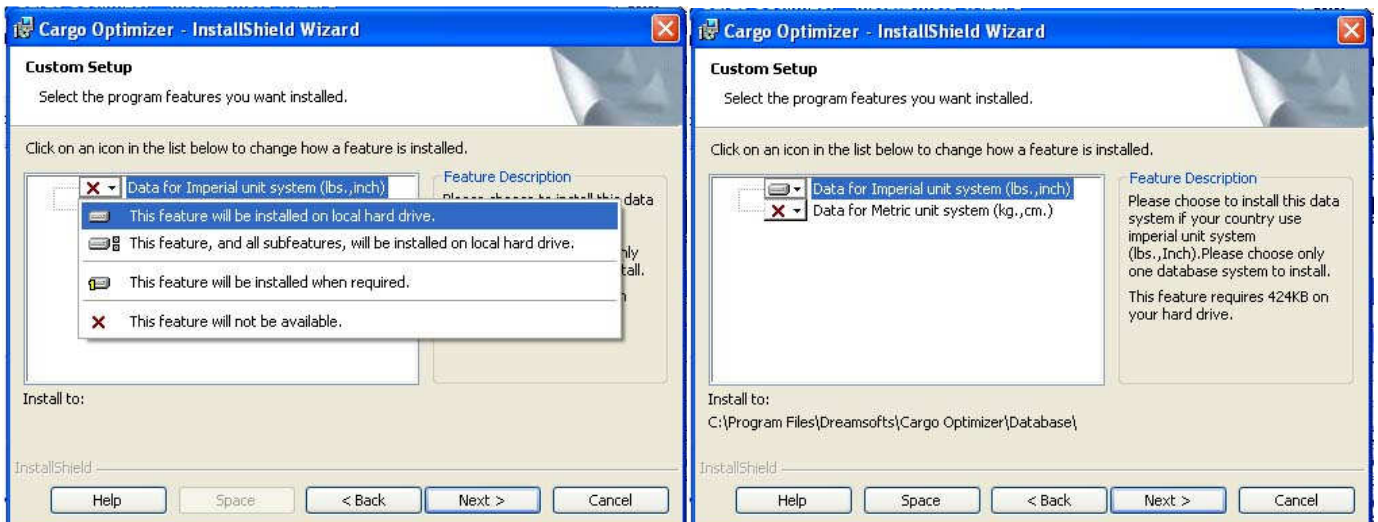 Cargo Optimizer - InstallShield Wizard
Custom Setup
Select the program features you want installed.
Click on an icon in the list below to change how a feature is installed.
Data for Imperial unit system (lbs.,inch)
Feature Description
Please choose to install this data
This feature will be installed on local hard drive.
This feature, and all subfeatures, will be installed on local hard drive.
This feature will be installed when required.
This feature will not be available.
Install to:
InstallShield
Help
Space
< Back
Next >
Cancel
Cargo Optimizer - InstallShield Wizard
Custom Setup
Select the program features you want installed.
Click on an icon in the list below to change how a feature is installed.
Data for Imperial unit system (lbs.,inch)
Data for Metric unit system (kg.,cm.)
Feature Description
Please choose to install this data
system if your country use
imperial unit system
(lbs.,Inch).Please choose only
one database system to install.
This feature requires 424KB on
your hard drive.
Install to:
C:\Program Files\Dreamsofts\Cargo Optimizer\Database\
InstallShield
Help
Space
< Back
Next >
Cancel